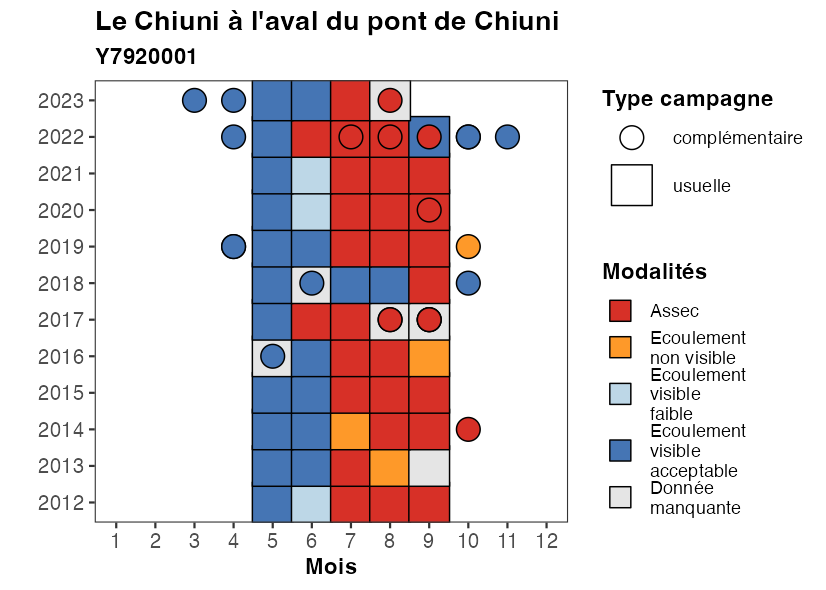 Le Chiuni à l'aval du pont de Chiuni
Y7920001
2023
2022
2021
2020
2019
2018
2017
2016
2015
2014
2013
2012
1 2 3 4 5 6 7 8 9 10 11 12
Mois
Type campagne
complémentaire
usuelle
Modalités
Assec
Ecoulement
non visible
Ecoulement
visible
faible
Ecoulement
visible
acceptable
Donnée
manquante